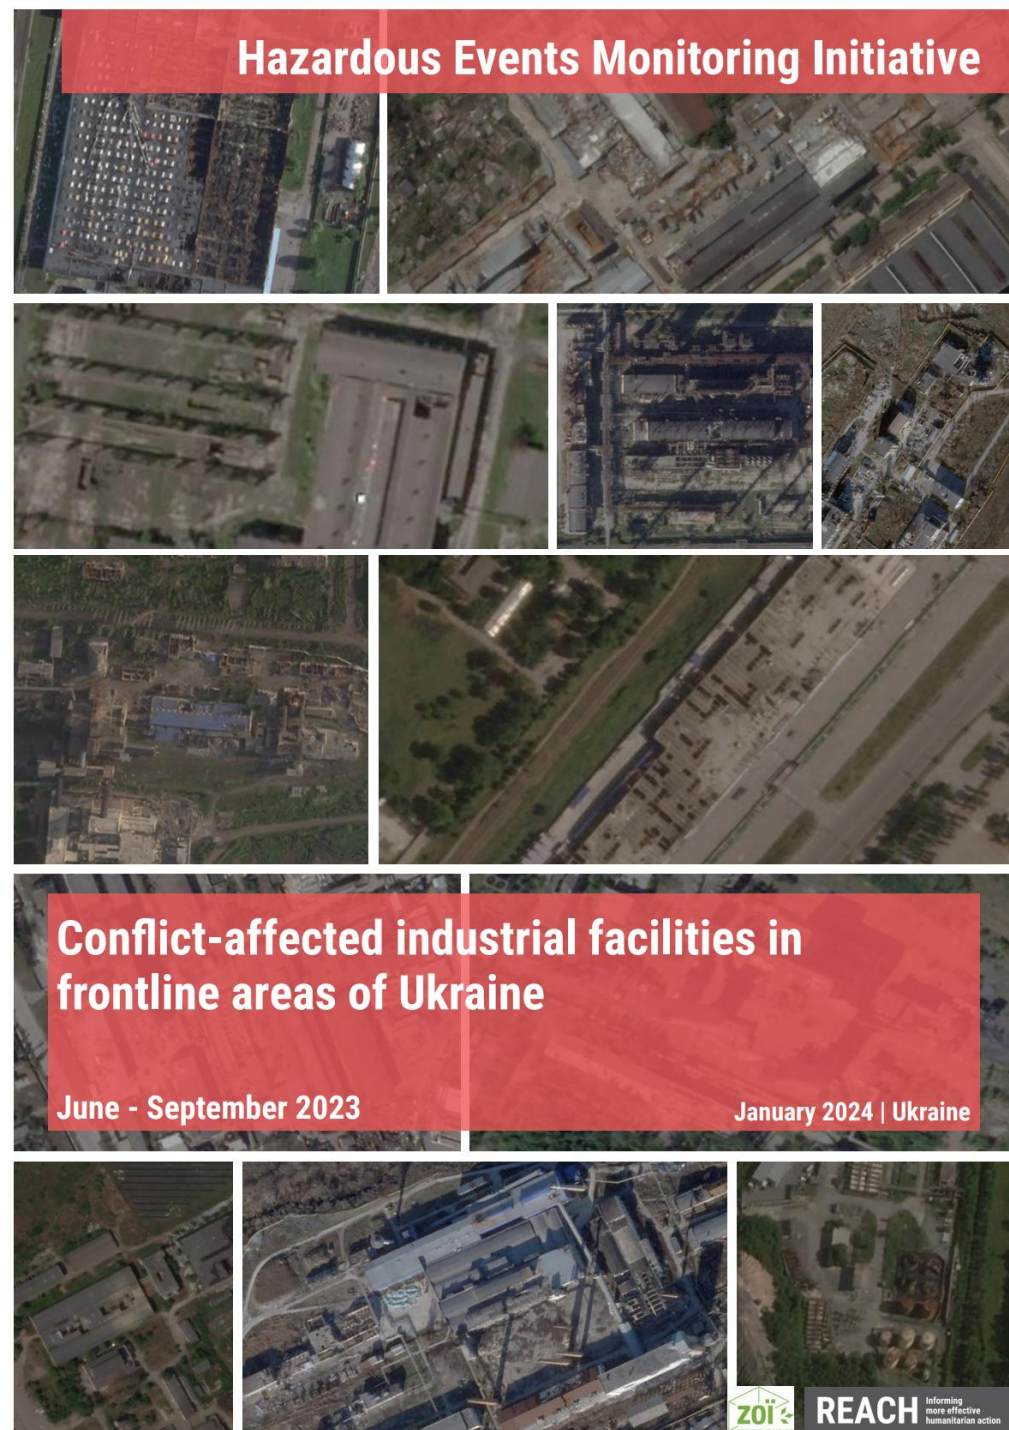 Hazardous Events Monitoring Initiative
Conflict-affected industrial facilities in
frontline areas of Ukraine
June - September 2023
January 2024 | Ukraine
zoï
REACH
Informing
more effective
humanitarian action